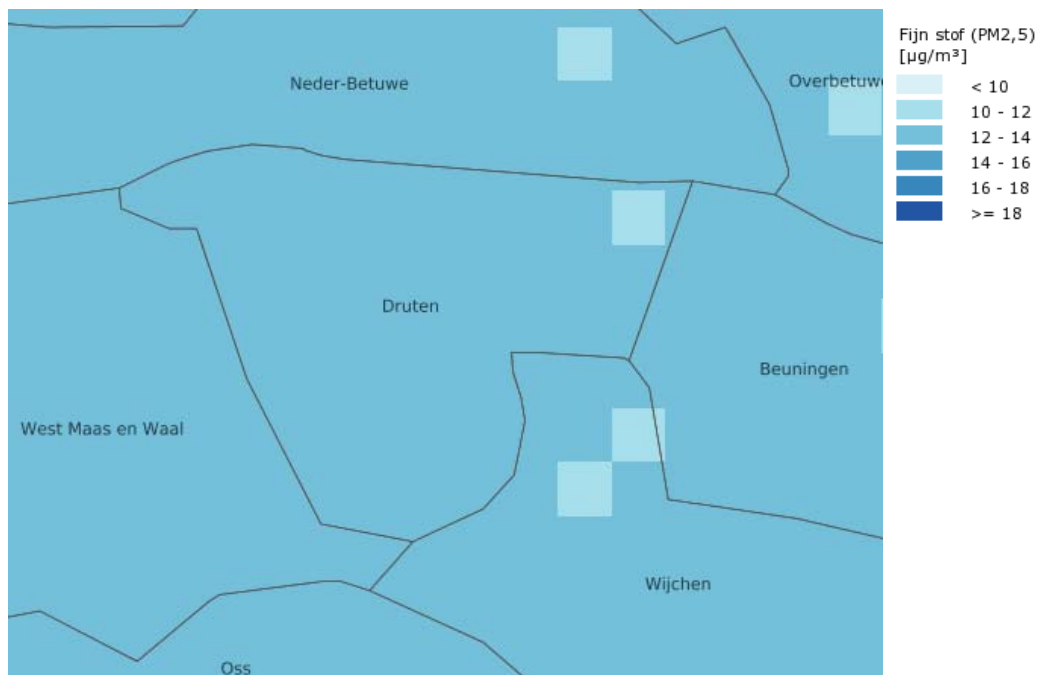 Fijn stof (PM2,5)
[µg/m³]
< 10
10 - 12
12 - 14
14 - 16
16 - 18
>= 18
Neder-Betuwe
Overbetuwe
Druten
Beuningen
West Maas en Waal
Wijchen
Oss